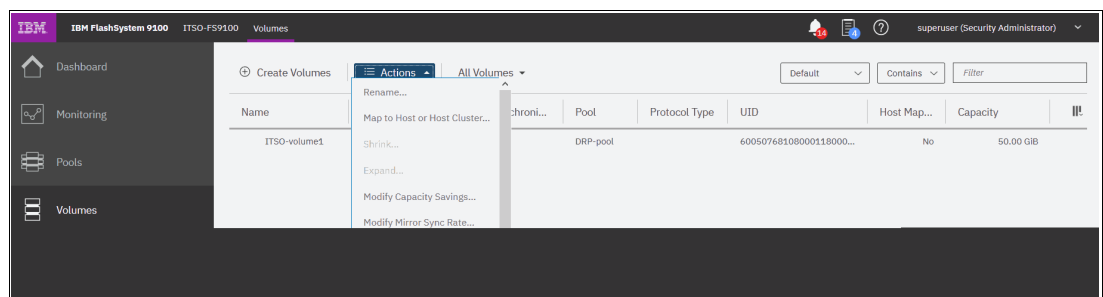 IBM IBM FlashSystem 9100 ITSO-FS9100 Volumes 14 4 superuser (Security Administrator)
Dashboard
Monitoring
Pools
Volumes
Create Volumes Actions All Volumes Default Contains Filter
Name chroni... Pool Protocol Type UID Host Map... Capacity
ITSO-volume1 DRP-pool 60050768108000118000... No 50.00 GiB
Rename...
Map to Host or Host Cluster...
Shrink...
Expand...
Modify Capacity Savings...
Modify Mirror Sync Rate...